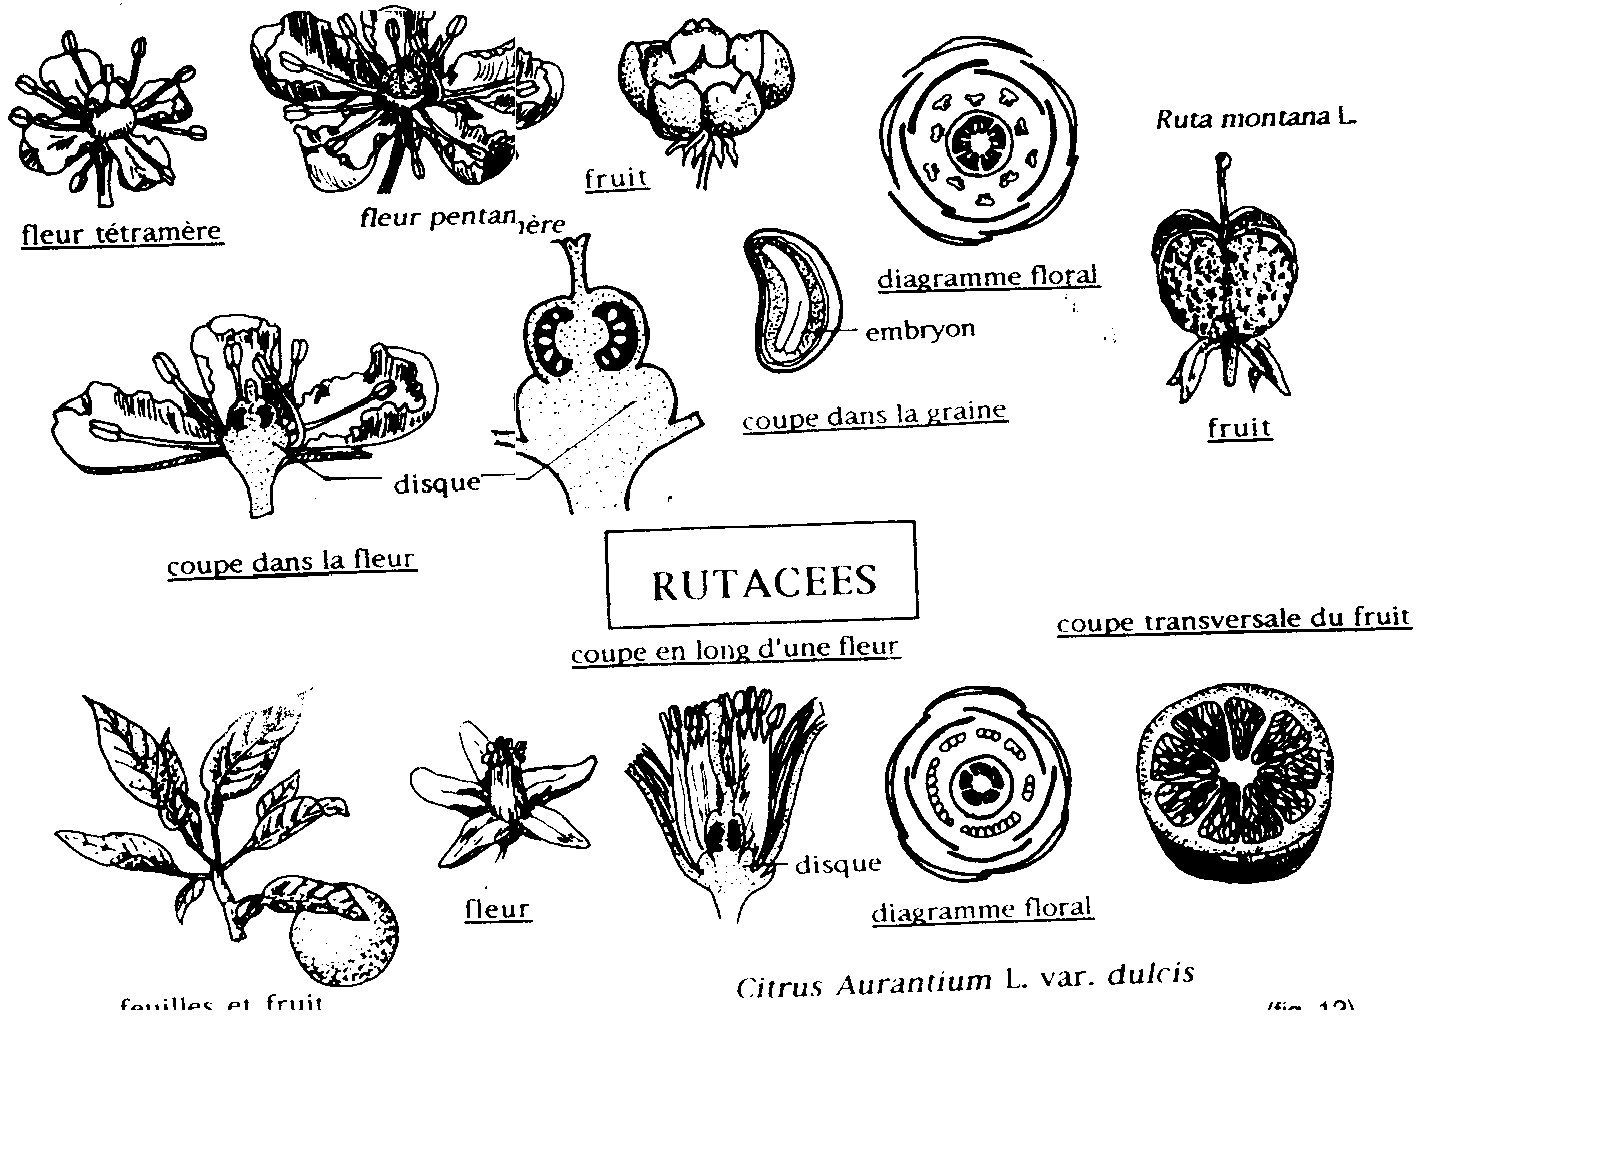 Ruta montana L.
fruit
fleur tétramère
fleur pentamère
diagramme floral
embryon
coupe dans la graine
fruit
disque
coupe dans la fleur
RUTACEES
coupe transversale du fruit
coupe en long d'une fleur
disque
fleur
diagramme floral
Citrus Aurantium L. var. dulcis
feuilles et fruit
(fig. 12)